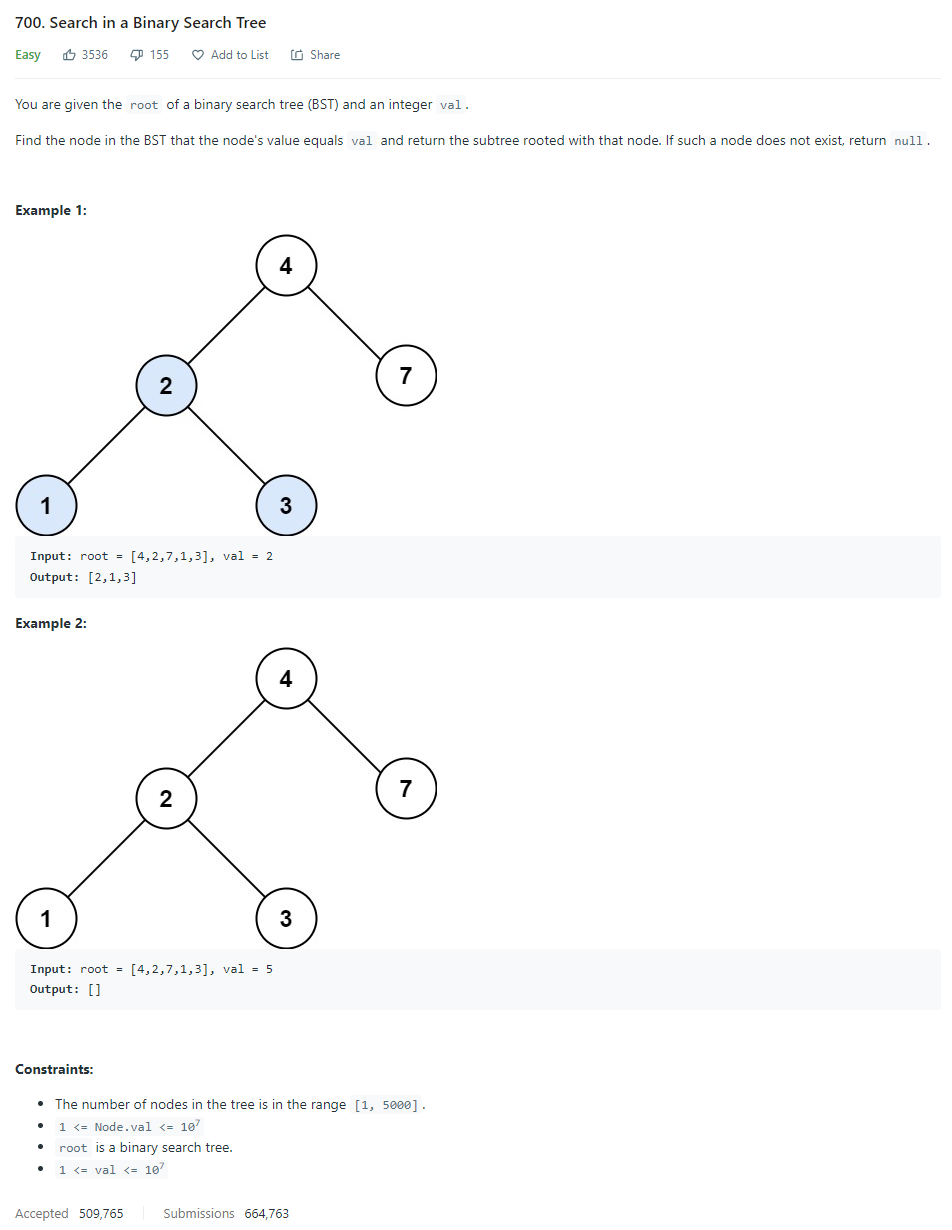 700. Search in a Binary Search Tree
Easy 3536 155 Add to List Share
You are given the root of a binary search tree (BST) and an integer val.
Find the node in the BST that the node's value equals val and return the subtree rooted with that node. If such a node does not exist, return null.
Example 1:
4
2
7
1
3
Input: root = [4,2,7,1,3], val = 2
Output: [2,1,3]
Example 2:
4
2
7
1
3
Input: root = [4,2,7,1,3], val = 5
Output: []
Constraints:
• The number of nodes in the tree is in the range [1, 5000].
• 1 <= Node.val <= 10⁷
• root is a binary search tree.
• 1 <= val <= 10⁷
Accepted 509,765 Submissions 664,763